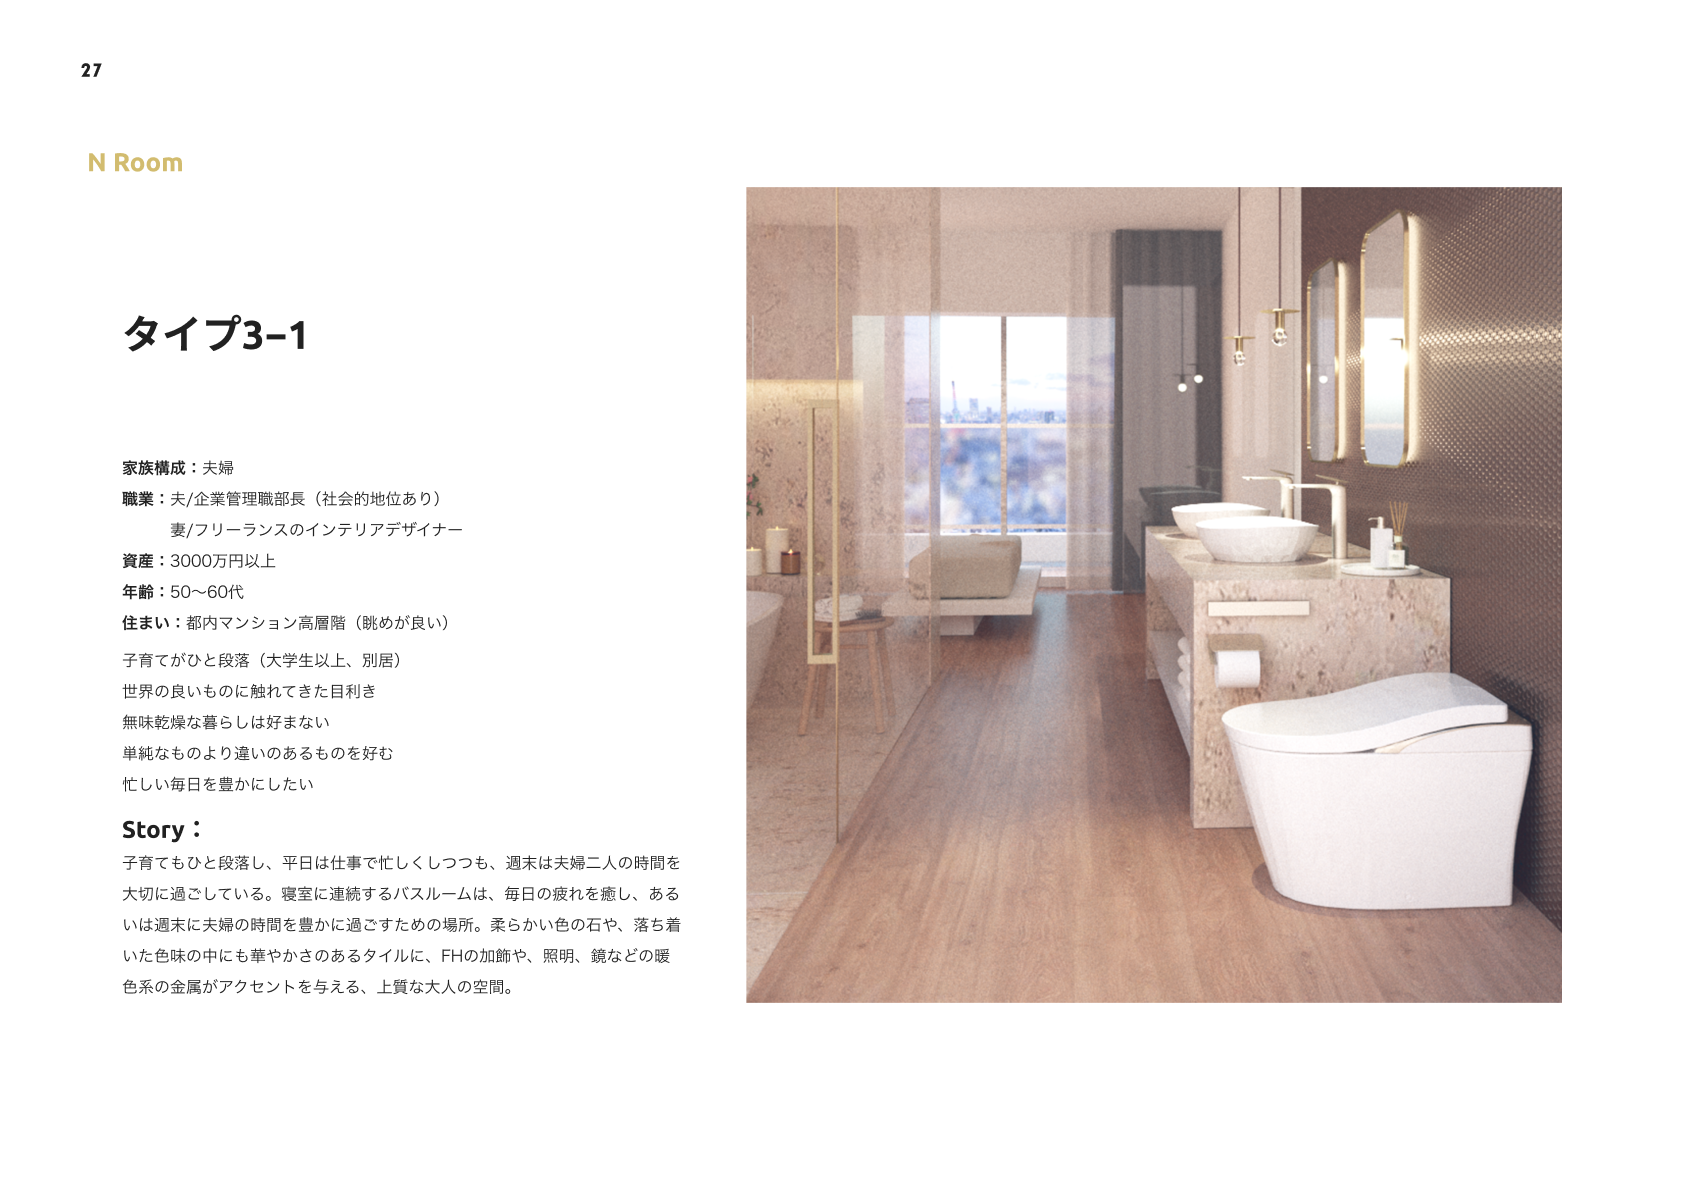 27
N Room
タイプ3–1
家族構成：夫婦
職業：夫/企業管理職部長（社会的地位あり）
妻/フリーランスのインテリアデザイナー
資産：3000万円以上
年齢：50〜60代
住まい：都内マンション高層階（眺めが良い）
子育てがひと段落（大学生以上、別居）
世界の良いものに触れてきた目利き
無味乾燥な暮らしは好まない
単純なものより違いのあるものを好む
忙しい毎日を豊かにしたい
Story：
子育てもひと段落し、平日は仕事で忙しくしつつも、週末は夫婦二人の時間を
大切に過ごしている。寝室に連続するバスルームは、毎日の疲れを癒し、ある
いは週末に夫婦の時間を豊かに過ごすための場所。柔らかい色の石や、落ち着
いた色味の中にも華やかさのあるタイルに、FHの加飾や、照明、鏡などの暖
色系の金属がアクセントを与える、上質な大人の空間。